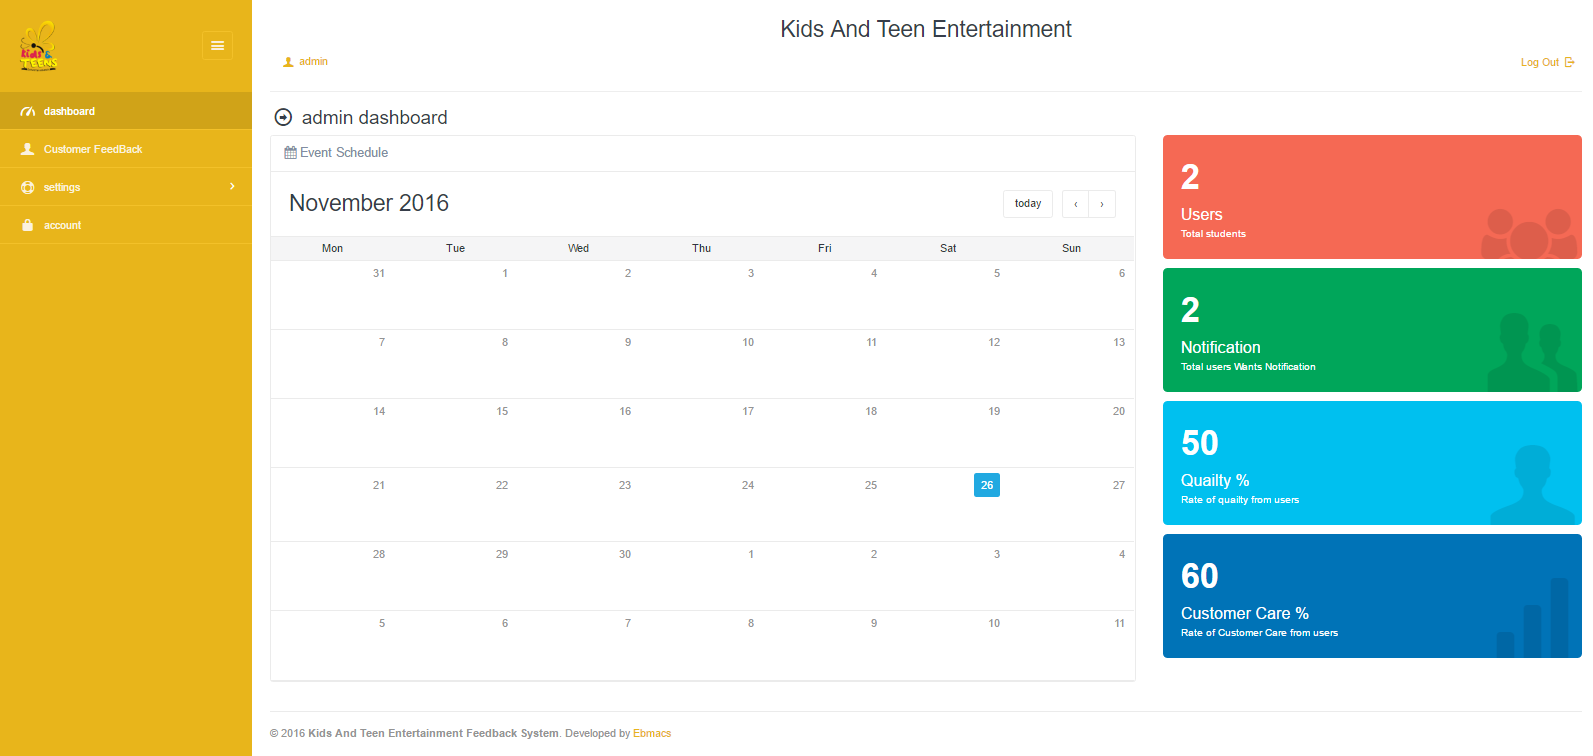 Kids &
TEENS
dashboard
Customer FeedBack
settings
account
Kids And Teen Entertainment
admin
Log Out
admin dashboard
Event Schedule
November 2016
today ‹ ›
Mon Tue Wed Thu Fri Sat Sun
31 1 2 3 4 5 6
7 8 9 10 11 12 13
14 15 16 17 18 19 20
21 22 23 24 25 26 27
28 29 30 1 2 3 4
5 6 7 8 9 10 11
2
Users
Total students
2
Notification
Total users Wants Notification
50
Quailty %
Rate of quailty from users
60
Customer Care %
Rate of Customer Care from users
© 2016 Kids And Teen Entertainment Feedback System. Developed by Ebmacs